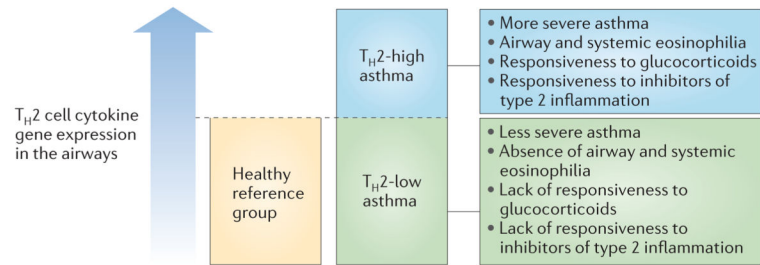 T_H2 cell cytokine
gene expression
in the airways
Healthy
reference
group
T_H2-high
asthma
T_H2-low
asthma
• More severe asthma
• Airway and systemic eosinophilia
• Responsiveness to glucocorticoids
• Responsiveness to inhibitors of
type 2 inflammation
• Less severe asthma
• Absence of airway and systemic
eosinophilia
• Lack of responsiveness to
glucocorticoids
• Lack of responsiveness to
inhibitors of type 2 inflammation